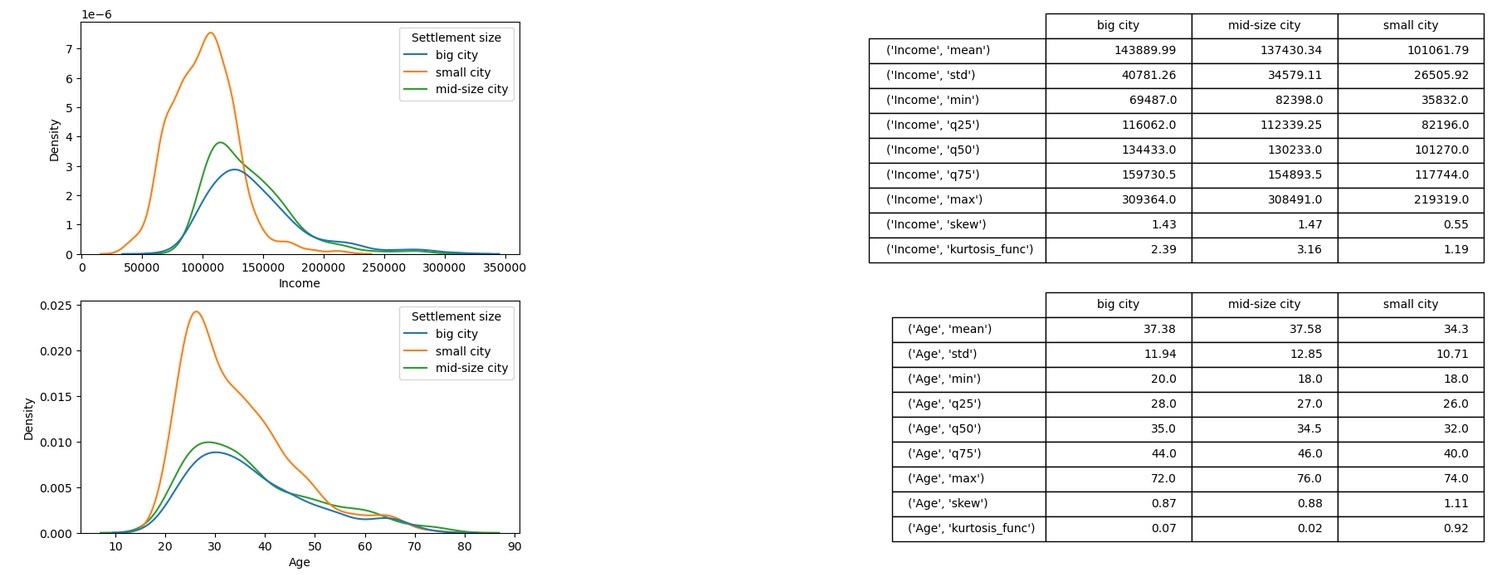 1e−6
7
6
5
4
3
2
1
0
Density
Settlement size
big city
small city
mid-size city
0 50000 100000 150000 200000 250000 300000 350000
Income
big city mid-size city small city
('Income', 'mean') 143889.99 137430.34 101061.79
('Income', 'std') 40781.26 34579.11 26505.92
('Income', 'min') 69487.0 82398.0 35832.0
('Income', 'q25') 116062.0 112339.25 82196.0
('Income', 'q50') 134433.0 130233.0 101270.0
('Income', 'q75') 159730.5 154893.5 117744.0
('Income', 'max') 309364.0 308491.0 219319.0
('Income', 'skew') 1.43 1.47 0.55
('Income', 'kurtosis_func') 2.39 3.16 1.19
0.025
0.020
0.015
0.010
0.005
0.000
Density
Settlement size
big city
small city
mid-size city
10 20 30 40 50 60 70 80 90
Age
big city mid-size city small city
('Age', 'mean') 37.38 37.58 34.3
('Age', 'std') 11.94 12.85 10.71
('Age', 'min') 20.0 18.0 18.0
('Age', 'q25') 28.0 27.0 26.0
('Age', 'q50') 35.0 34.5 32.0
('Age', 'q75') 44.0 46.0 40.0
('Age', 'max') 72.0 76.0 74.0
('Age', 'skew') 0.87 0.88 1.11
('Age', 'kurtosis_func') 0.07 0.02 0.92